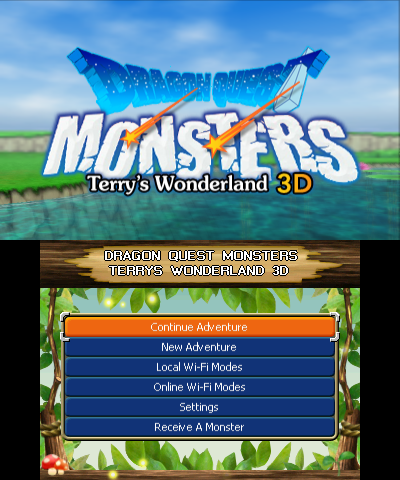 DRAGON QUEST
MONSTERS
Terry's Wonderland 3D
DRAGON QUEST MONSTERS
TERRYS WONDERLAND 3D
Continue Adventure
New Adventure
Local Wi-Fi Modes
Online Wi-Fi Modes
Settings
Receive A Monster